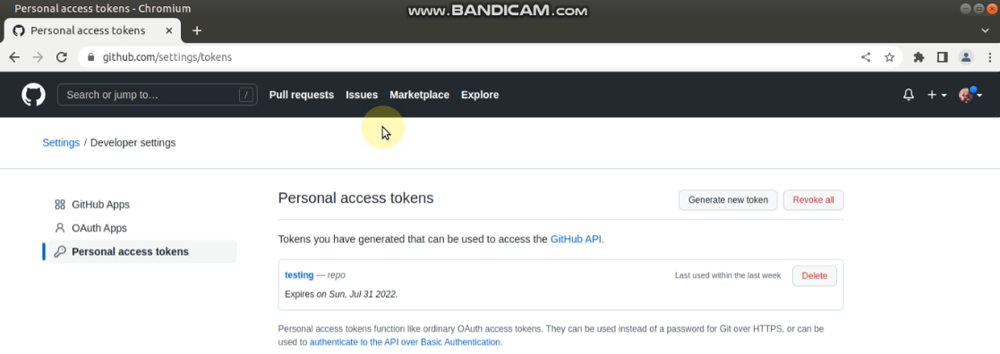 Personal access tokens - Chromium
www.BANDICAM.com
Personal access tokens
github.com/settings/tokens
Search or jump to…
/
Pull requests
Issues
Marketplace
Explore
Settings / Developer settings
GitHub Apps
OAuth Apps
Personal access tokens
Personal access tokens
Generate new token
Revoke all
Tokens you have generated that can be used to access the GitHub API.
testing — repo
Last used within the last week
Delete
Expires on Sun, Jul 31 2022.
Personal access tokens function like ordinary OAuth access tokens. They can be used instead of a password for Git over HTTPS, or can be
used to authenticate to the API over Basic Authentication.